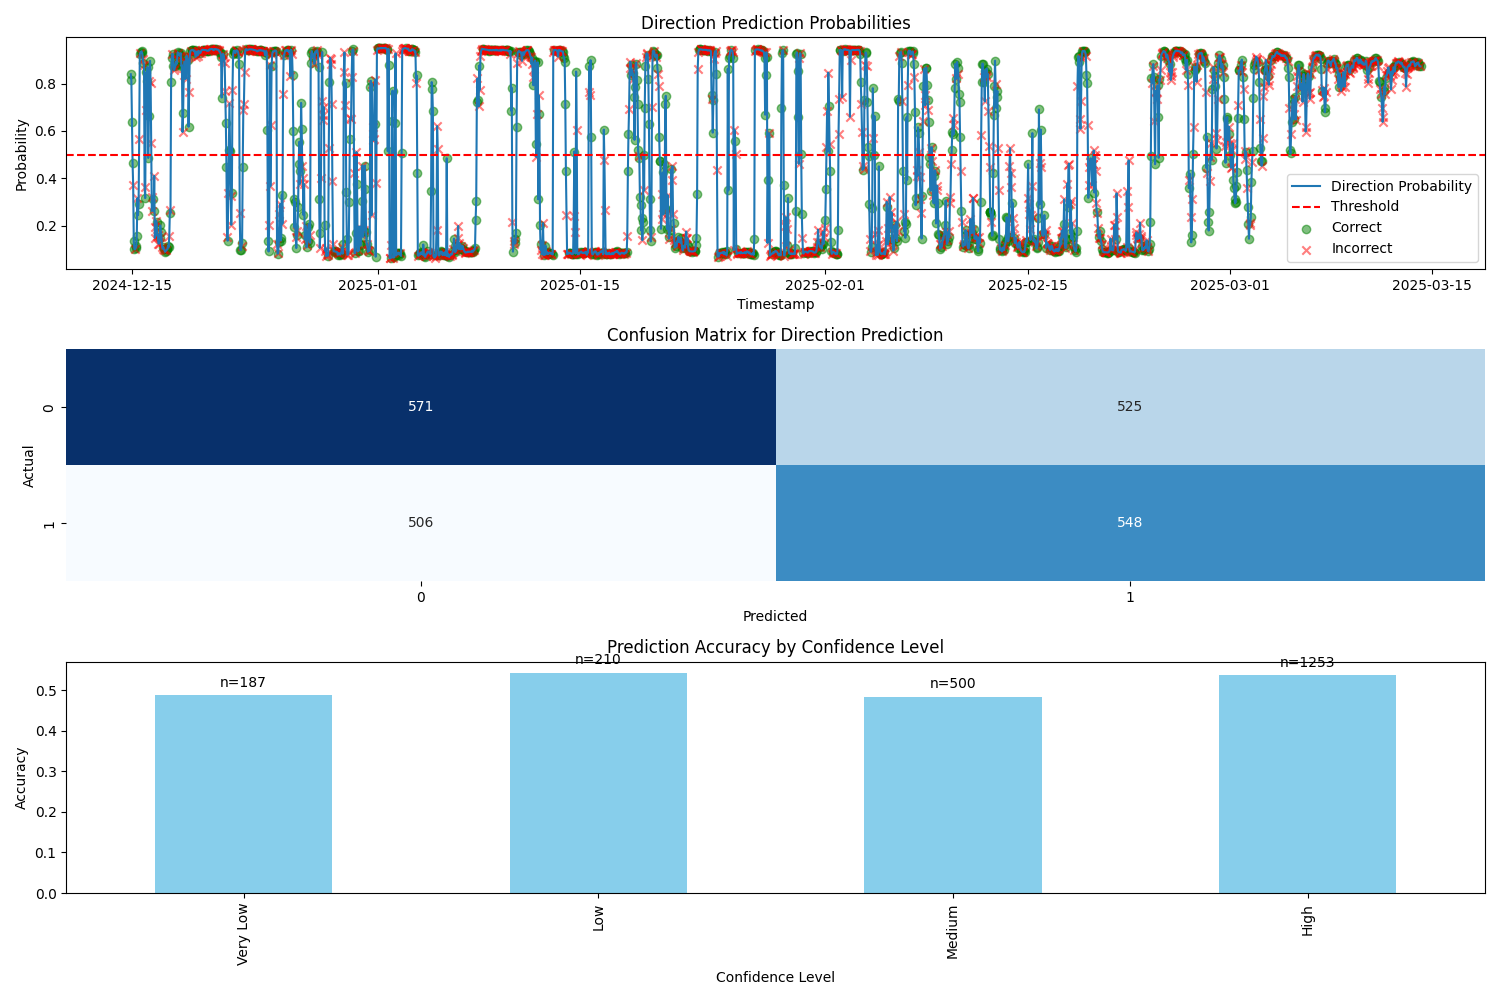 Direction Prediction Probabilities
Probability
0.8
0.6
0.4
0.2
Direction Probability
Threshold
Correct
Incorrect
2024-12-15
2025-01-01
2025-01-15
2025-02-01
2025-02-15
2025-03-01
2025-03-15
Timestamp
Confusion Matrix for Direction Prediction
Actual
0
571
525
1
506
548
0
1
Predicted
Prediction Accuracy by Confidence Level
Accuracy
0.5
0.4
0.3
0.2
0.1
0.0
n=187
n=210
n=500
n=1253
Very Low
Low
Medium
High
Confidence Level